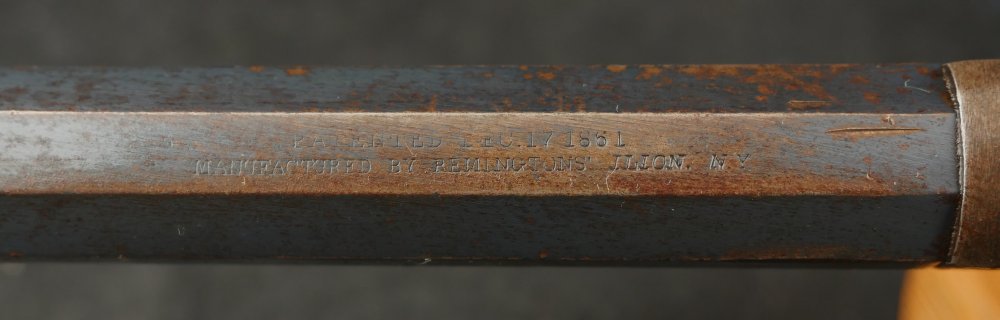 PATENTED DEC. 17 1861
MANUFACTURED BY REMINGTONS' ILION. N.Y